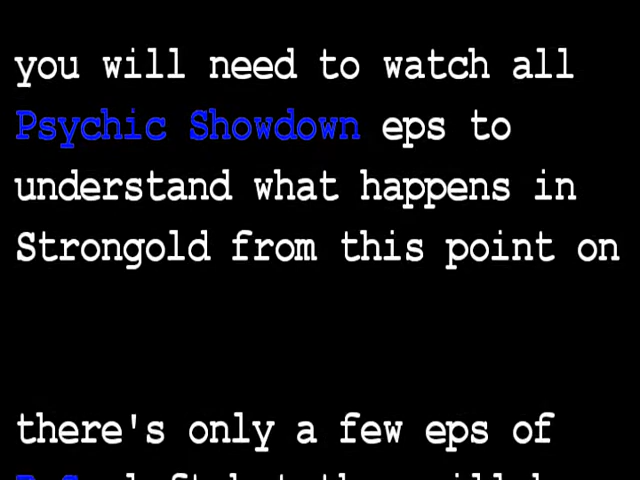 you will need to watch all
Psychic Showdown eps to
understand what happens in
Strongold from this point on
there's only a few eps of